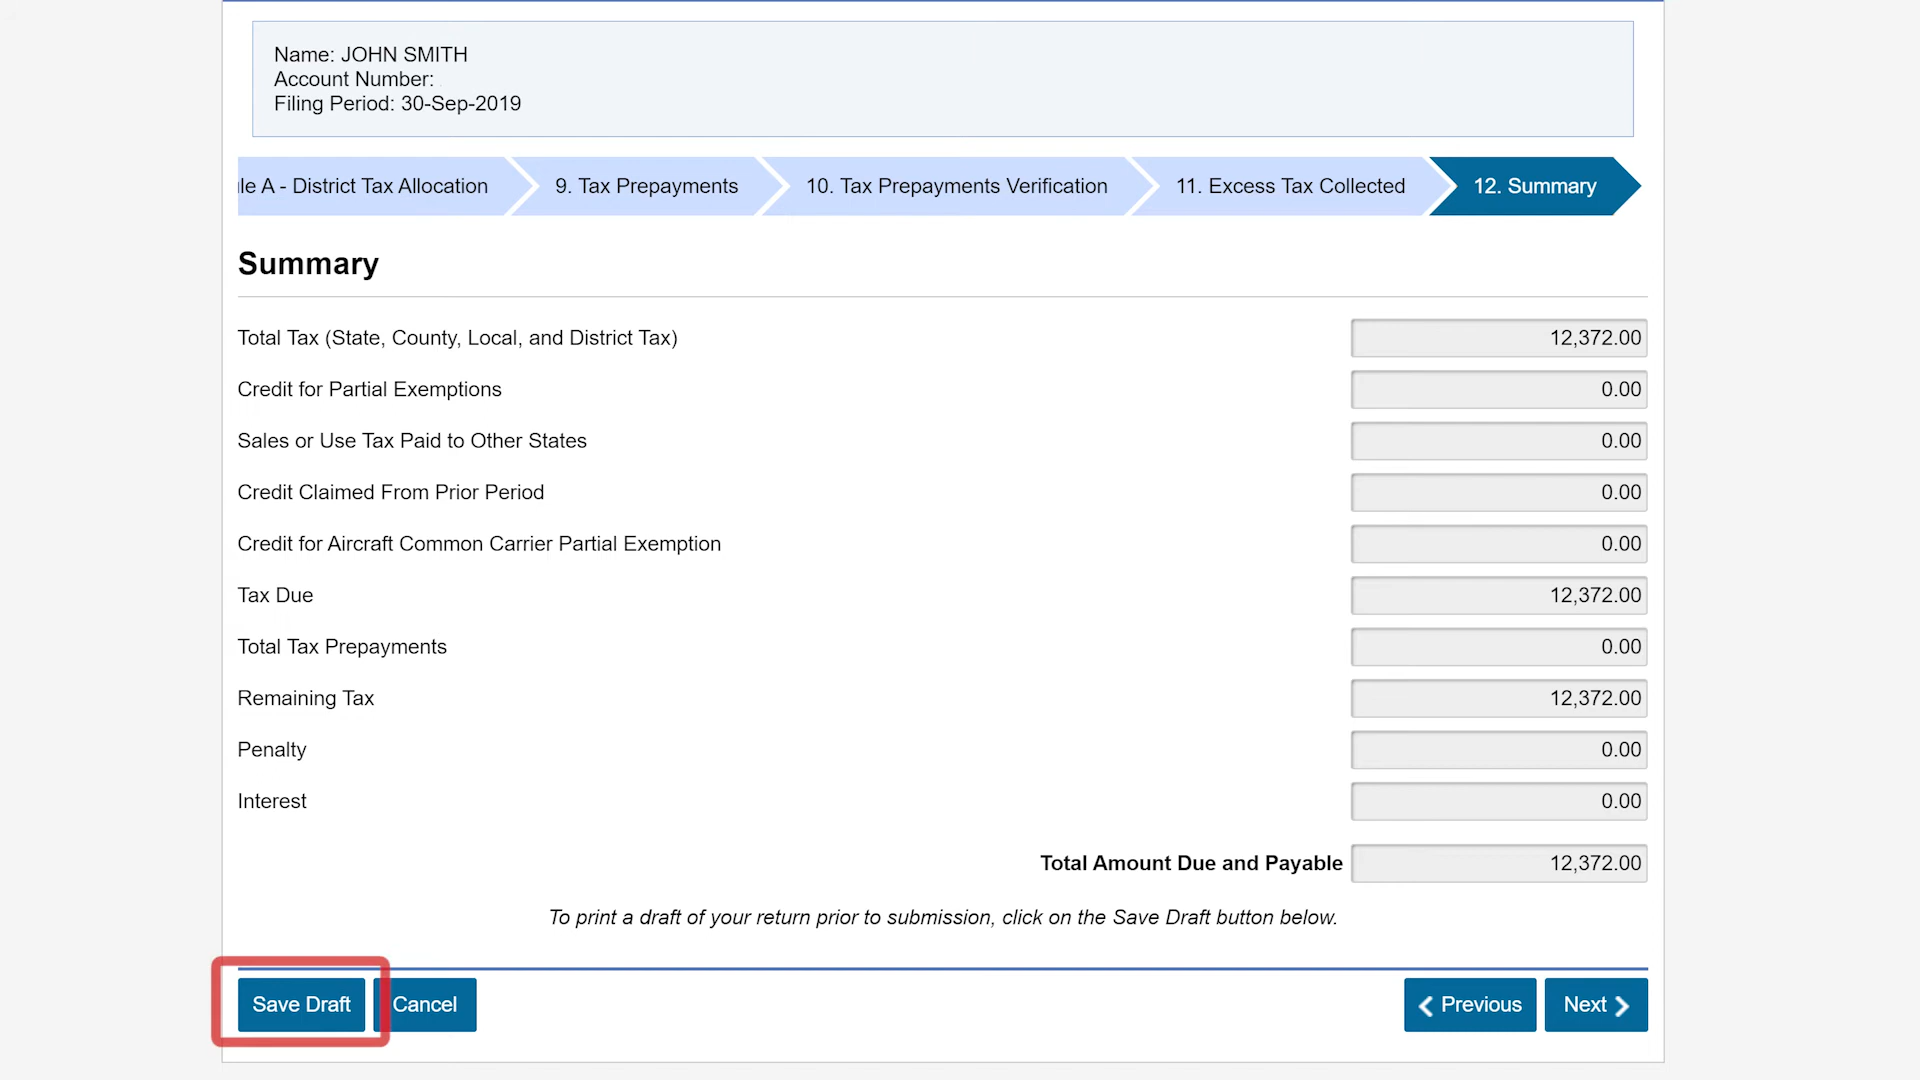 Name: JOHN SMITH
Account Number:
Filing Period: 30-Sep-2019
le A - District Tax Allocation
9. Tax Prepayments
10. Tax Prepayments Verification
11. Excess Tax Collected
12. Summary
Summary
Total Tax (State, County, Local, and District Tax) 12,372.00
Credit for Partial Exemptions 0.00
Sales or Use Tax Paid to Other States 0.00
Credit Claimed From Prior Period 0.00
Credit for Aircraft Common Carrier Partial Exemption 0.00
Tax Due 12,372.00
Total Tax Prepayments 0.00
Remaining Tax 12,372.00
Penalty 0.00
Interest 0.00
Total Amount Due and Payable 12,372.00
To print a draft of your return prior to submission, click on the Save Draft button below.
Save Draft
Cancel
Previous
Next